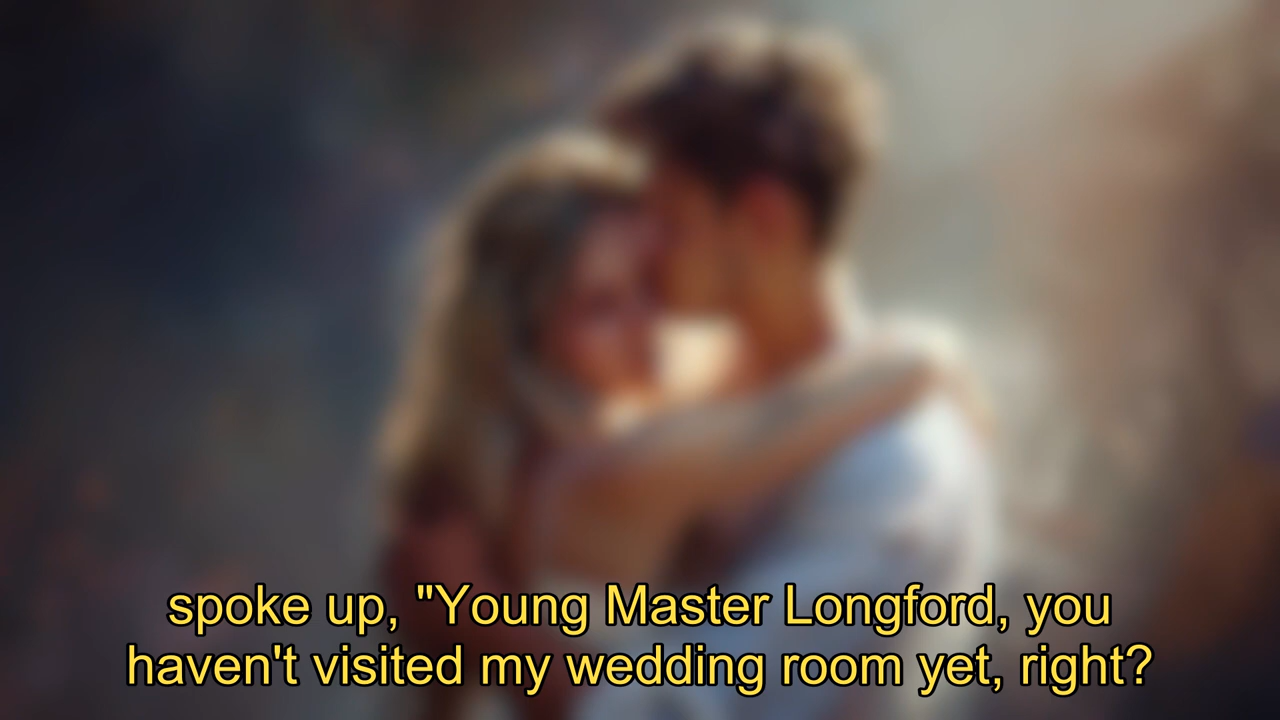 spoke up, "Young Master Longford, you
haven't visited my wedding room yet, right?